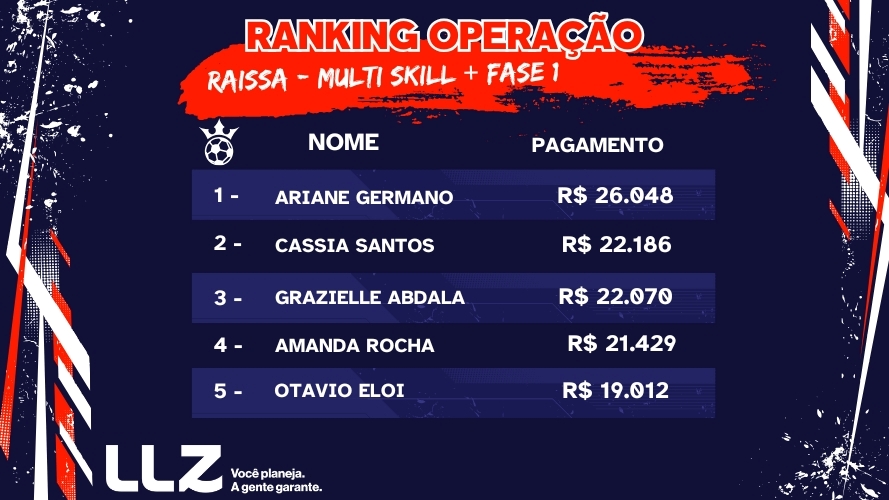 RANKING OPERAÇÃO
RAISSA - MULTI SKILL + FASE 1
NOME PAGAMENTO
1 - ARIANE GERMANO R$ 26.048
2 - CASSIA SANTOS R$ 22.186
3 - GRAZIELLE ABDALA R$ 22.070
4 - AMANDA ROCHA R$ 21.429
5 - OTAVIO ELOI R$ 19.012
LLZ
Você planeja.
A gente garante.